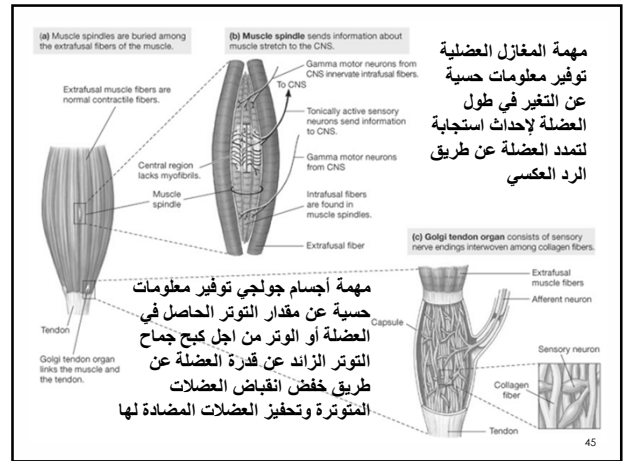 (a) Muscle spindles are buried among
the extrafusal fibers of the muscle.
Extrafusal muscle fibers are
normal contractile fibers.
Tendon
Golgi tendon organ
links the muscle and
the tendon.
(b) Muscle spindle sends information about
muscle stretch to the CNS.
Gamma motor neurons from
CNS innervate intrafusal fibers.
To CNS
Tonically active sensory
neurons send information
to CNS.
Central region
lacks myofibrils.
Muscle
spindle
Gamma motor neurons
from CNS
Intrafusal fibers
are found in
muscle spindles.
Extrafusal fiber
مهمة المغازل العضلية
توفير معلومات حسية
عن التغير في طول
العضلة لإحداث استجابة
لتمدد العضلة عن طريق
الرد العكسي
(c) Golgi tendon organ consists of sensory
nerve endings interwoven among collagen fibers.
Extrafusal
muscle fibers
Afferent neuron
Capsule
Sensory neuron
Collagen
fiber
Tendon
مهمة أجسام جولجي توفير معلومات
حسية عن مقدار التوتر الحاصل في
العضلة أو الوتر من اجل كبح جماح
التوتر الزائد عن قدرة العضلة عن
طريق خفض انقباض العضلات
المتوترة وتحفيز العضلات المضادة لها
45